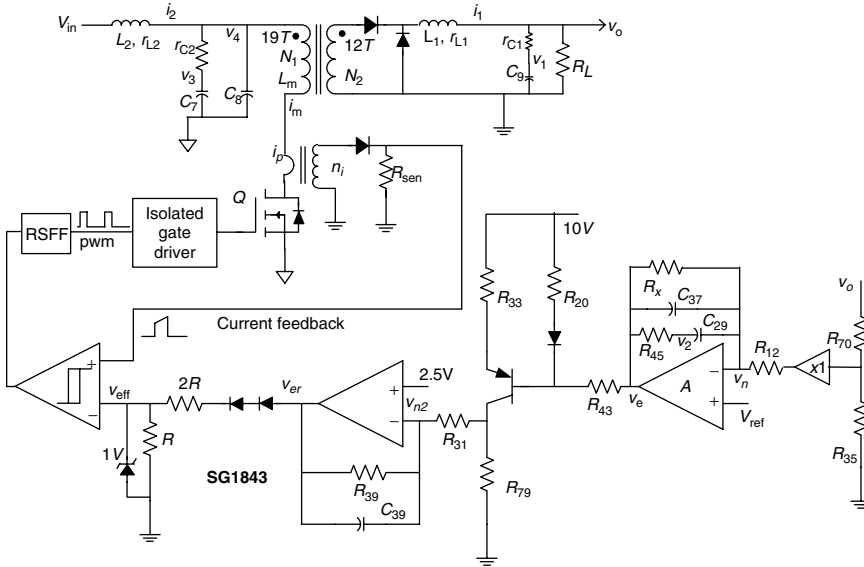 V_in
i_2
L_2, r_L2
r_C2
v_3
C_7
v_4
C_8
19T
N_1
L_m
i_m
12T
N_2
L_1, r_L1
i_1
r_C1
v_1
C_9
R_L
v_o
i_p
n_i
R_sen
Q
RSFF
pwm
Isolated
gate
driver
Current feedback
10V
R_33
R_20
R_x
C_37
R_45
v_2
C_29
v_o
R_70
R_12
x1
v_n
A
V_ref
v_e
R_43
R_35
+
−
v_eff
2R
v_er
2.5V
+
v_n2
−
R_31
−
+
1V
R
SG1843
R_39
C_39
R_79